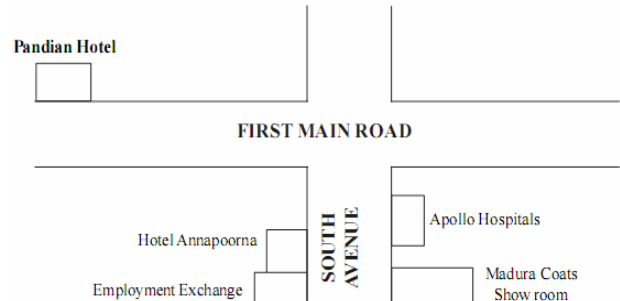 Pandian Hotel
FIRST MAIN ROAD
SOUTH
AVENUE
Apollo Hospitals
Hotel Annapoorna
Madura Coats
Show room
Employment Exchange